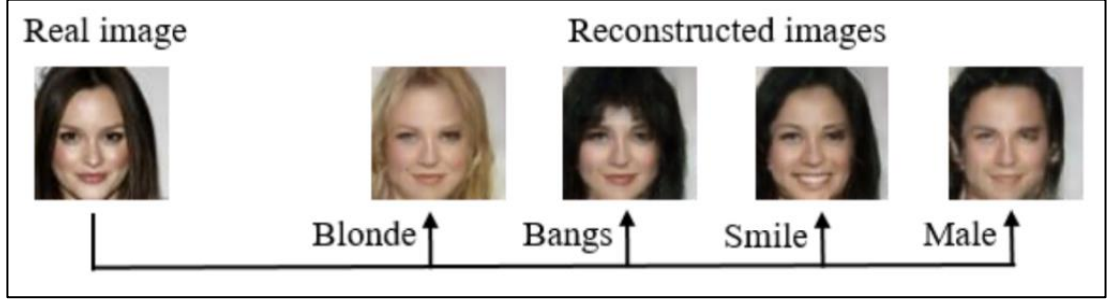 Real image
Reconstructed images
Blonde
Bangs
Smile
Male